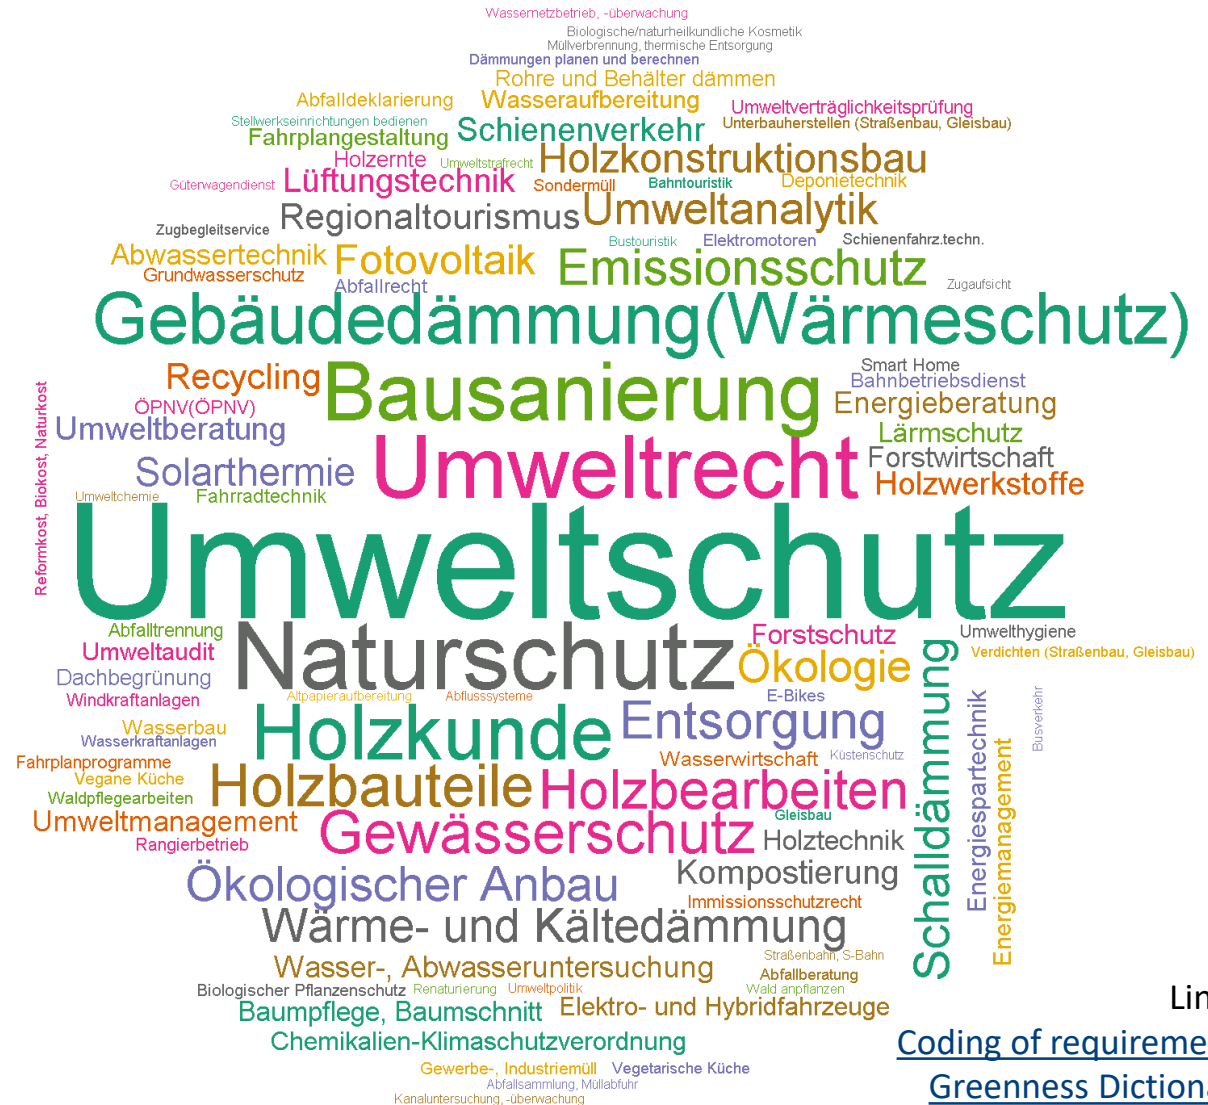 Wassernetzbetrieb, -überwachung
Biologische/naturheilkundliche Kosmetik
Müllverbrennung, thermische Entsorgung
Dämmungen planen und berechnen
Rohre und Behälter dämmen
Abfalldeklarierung
Wasseraufbereitung
Umweltverträglichkeitsprüfung
Stellwerkseinrichtungen bedienen
Fahrplangestaltung
Schienenverkehr
Unterbauherstellen (Straßenbau, Gleisbau)
Holzernte
Umweltstrafrecht
Holzkonstruktionsbau
Güterwagendienst
Lüftungstechnik
Sondermüll
Bahntouristik
Deponietechnik
Zugbegleitservice
Regionaltourismus
Umweltanalytik
Abwassertechnik
Fotovoltaik
Bustouristik
Elektromotoren
Schienenfahrz.techn.
Grundwasserschutz
Abfallrecht
Emissionsschutz
Zugaufsicht
Gebäudedämmung(Wärmeschutz)
Recycling
Bausanierung
Smart Home
Bahnbetriebsdienst
Reformkost, Biokost, Naturkost
ÖPNV(ÖPNV)
Energieberatung
Umweltberatung
Umweltrecht
Lärmschutz
Forstwirtschaft
Solarthermie
Holzwerkstoffe
Umweltchemie
Fahrradtechnik
Umweltschutz
Abfalltrennung
Naturschutz
Forstschutz
Umwelthygiene
Umweltaudit
Ökologie
Schalldämmung
Verdichten (Straßenbau, Gleisbau)
Dachbegrünung
Windkraftanlagen
Altpapieraufbereitung
Abflusssysteme
E-Bikes
Energiespartechnik
Busverkehr
Wasserbau
Holzkunde
Entsorgung
Wasserkraftanlagen
Energiemanagement
Fahrplanprogramme
Wasserwirtschaft
Küstenschutz
Vegane Küche
Holzbauteile
Holzbearbeiten
Waldpflegearbeiten
Umweltmanagement
Gewässerschutz
Gleisbau
Rangierbetrieb
Holztechnik
Ökologischer Anbau
Kompostierung
Immissionsschutzrecht
Wärme- und Kältedämmung
Straßenbahn, S-Bahn
Wasser-, Abwasseruntersuchung
Abfallberatung
Biologischer Pflanzenschutz
Renaturierung
Umweltpolitik
Wald anpflanzen
Baumpflege, Baumschnitt
Elektro- und Hybridfahrzeuge
Chemikalien-Klimaschutzverordnung
Gewerbe-, Industriemüll
Vegetarische Küche
Abfallsammlung, Müllabfuhr
Kanaluntersuchung, -überwachung
Lin
Coding of requireme
Greenness Diction